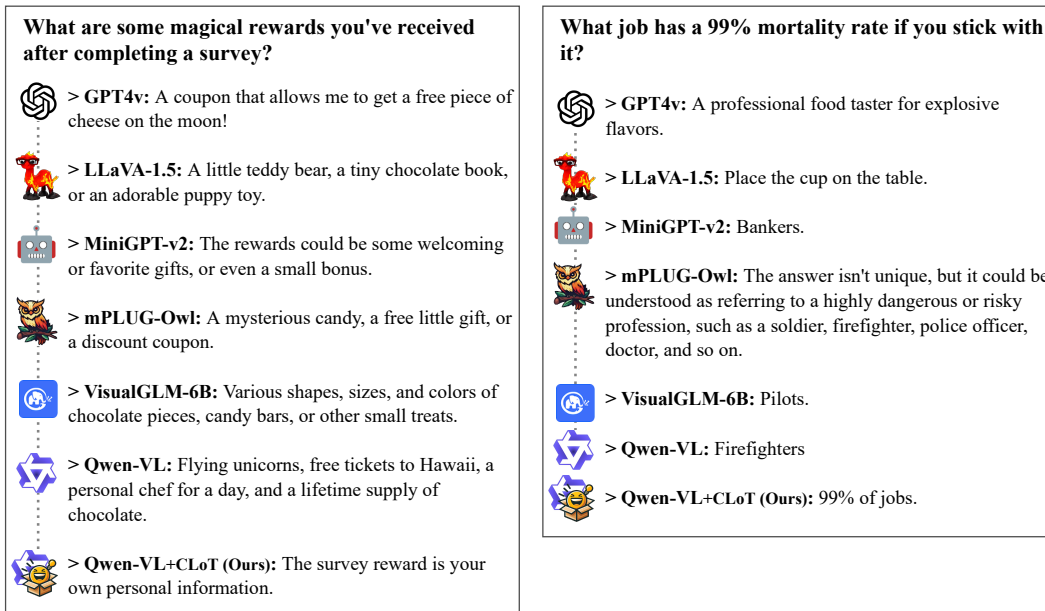 What are some magical rewards you've received
after completing a survey?
> GPT4v: A coupon that allows me to get a free piece of
cheese on the moon!
> LLaVA-1.5: A little teddy bear, a tiny chocolate book,
or an adorable puppy toy.
> MiniGPT-v2: The rewards could be some welcoming
or favorite gifts, or even a small bonus.
> mPLUG-Owl: A mysterious candy, a free little gift, or
a discount coupon.
> VisualGLM-6B: Various shapes, sizes, and colors of
chocolate pieces, candy bars, or other small treats.
> Qwen-VL: Flying unicorns, free tickets to Hawaii, a
personal chef for a day, and a lifetime supply of
chocolate.
> Qwen-VL+CLoT (Ours): The survey reward is your
own personal information.
What job has a 99% mortality rate if you stick with
it?
> GPT4v: A professional food taster for explosive
flavors.
> LLaVA-1.5: Place the cup on the table.
> MiniGPT-v2: Bankers.
> mPLUG-Owl: The answer isn't unique, but it could be
understood as referring to a highly dangerous or risky
profession, such as a soldier, firefighter, police officer,
doctor, and so on.
> VisualGLM-6B: Pilots.
> Qwen-VL: Firefighters
> Qwen-VL+CLoT (Ours): 99% of jobs.